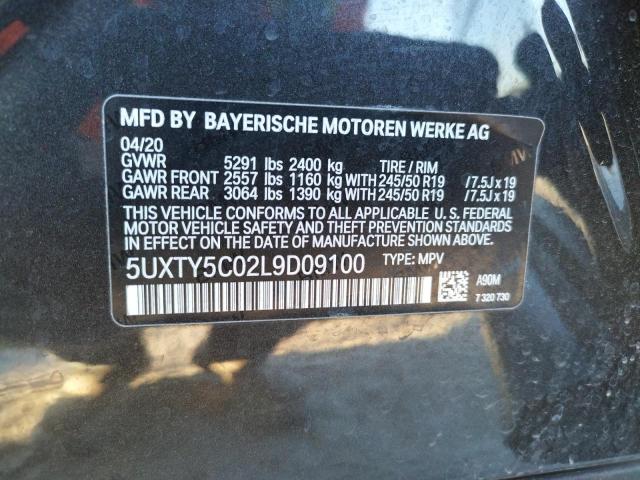 MFD BY BAYERISCHE MOTOREN WERKE AG
04/20
GVWR 5291 lbs 2400 kg TIRE / RIM
GAWR FRONT 2557 lbs 1160 kg WITH 245/50 R19 /7.5J x 19
GAWR REAR 3064 lbs 1390 kg WITH 245/50 R19 /7.5J x 19
THIS VEHICLE CONFORMS TO ALL APPLICABLE U. S. FEDERAL
MOTOR VEHICLE SAFETY AND THEFT PREVENTION STANDARDS
IN EFFECT ON THE DATE OF MANUFACTURE SHOWN ABOVE.
5UXTY5C02L9D09100 TYPE: MPV
A90M
7 320 730